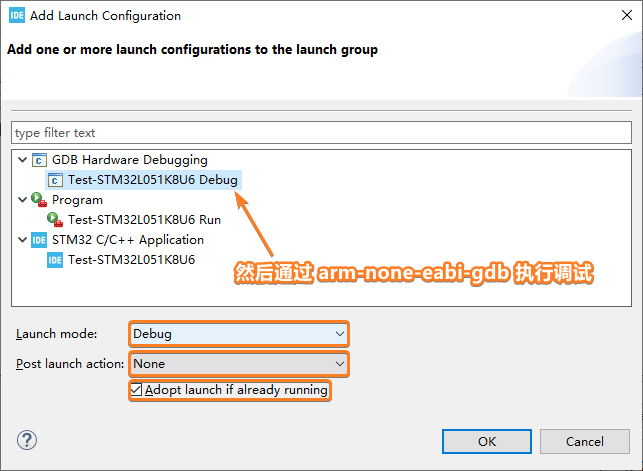 IDE Add Launch Configuration
Add one or more launch configurations to the launch group
type filter text
GDB Hardware Debugging
Test-STM32L051K8U6 Debug
Program
Test-STM32L051K8U6 Run
IDE STM32 C/C++ Application
IDE Test-STM32L051K8U6
然后通过 arm-none-eabi-gdb 执行调试
Launch mode: Debug
Post launch action: None
Adopt launch if already running
OK Cancel